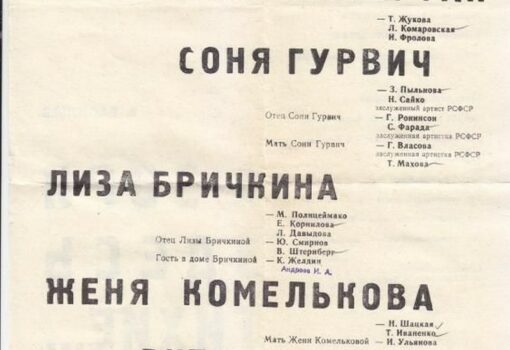 — Т. Жукова
Л. Комаровская
Н. Фролова
СОНЯ ГУРВИЧ
— З. Пыльнова
Н. Сайко
заслуженный артист РСФСР
Отец Сони Гурвич — Г. Ронинсон
С. Фарада
заслуженная артистка РСФСР
Мать Сони Гурвич — Г. Власова
заслуженная артистка РСФСР
Т. Махова
ЛИЗА БРИЧКИНА
— М. Полицеймако
Е. Корнилова
Л. Давыдова
Отец Лизы Бричкиной — Ю. Смирнов
В. Штернберг
Гость в доме Бричкиной — К. Желдин
Андреев И. А.
ЖЕНЯ КОМЕЛЬКОВА
— Н. Шацкая
Т. Иваненко
Мать Жени Комельковой — И. Ульянова